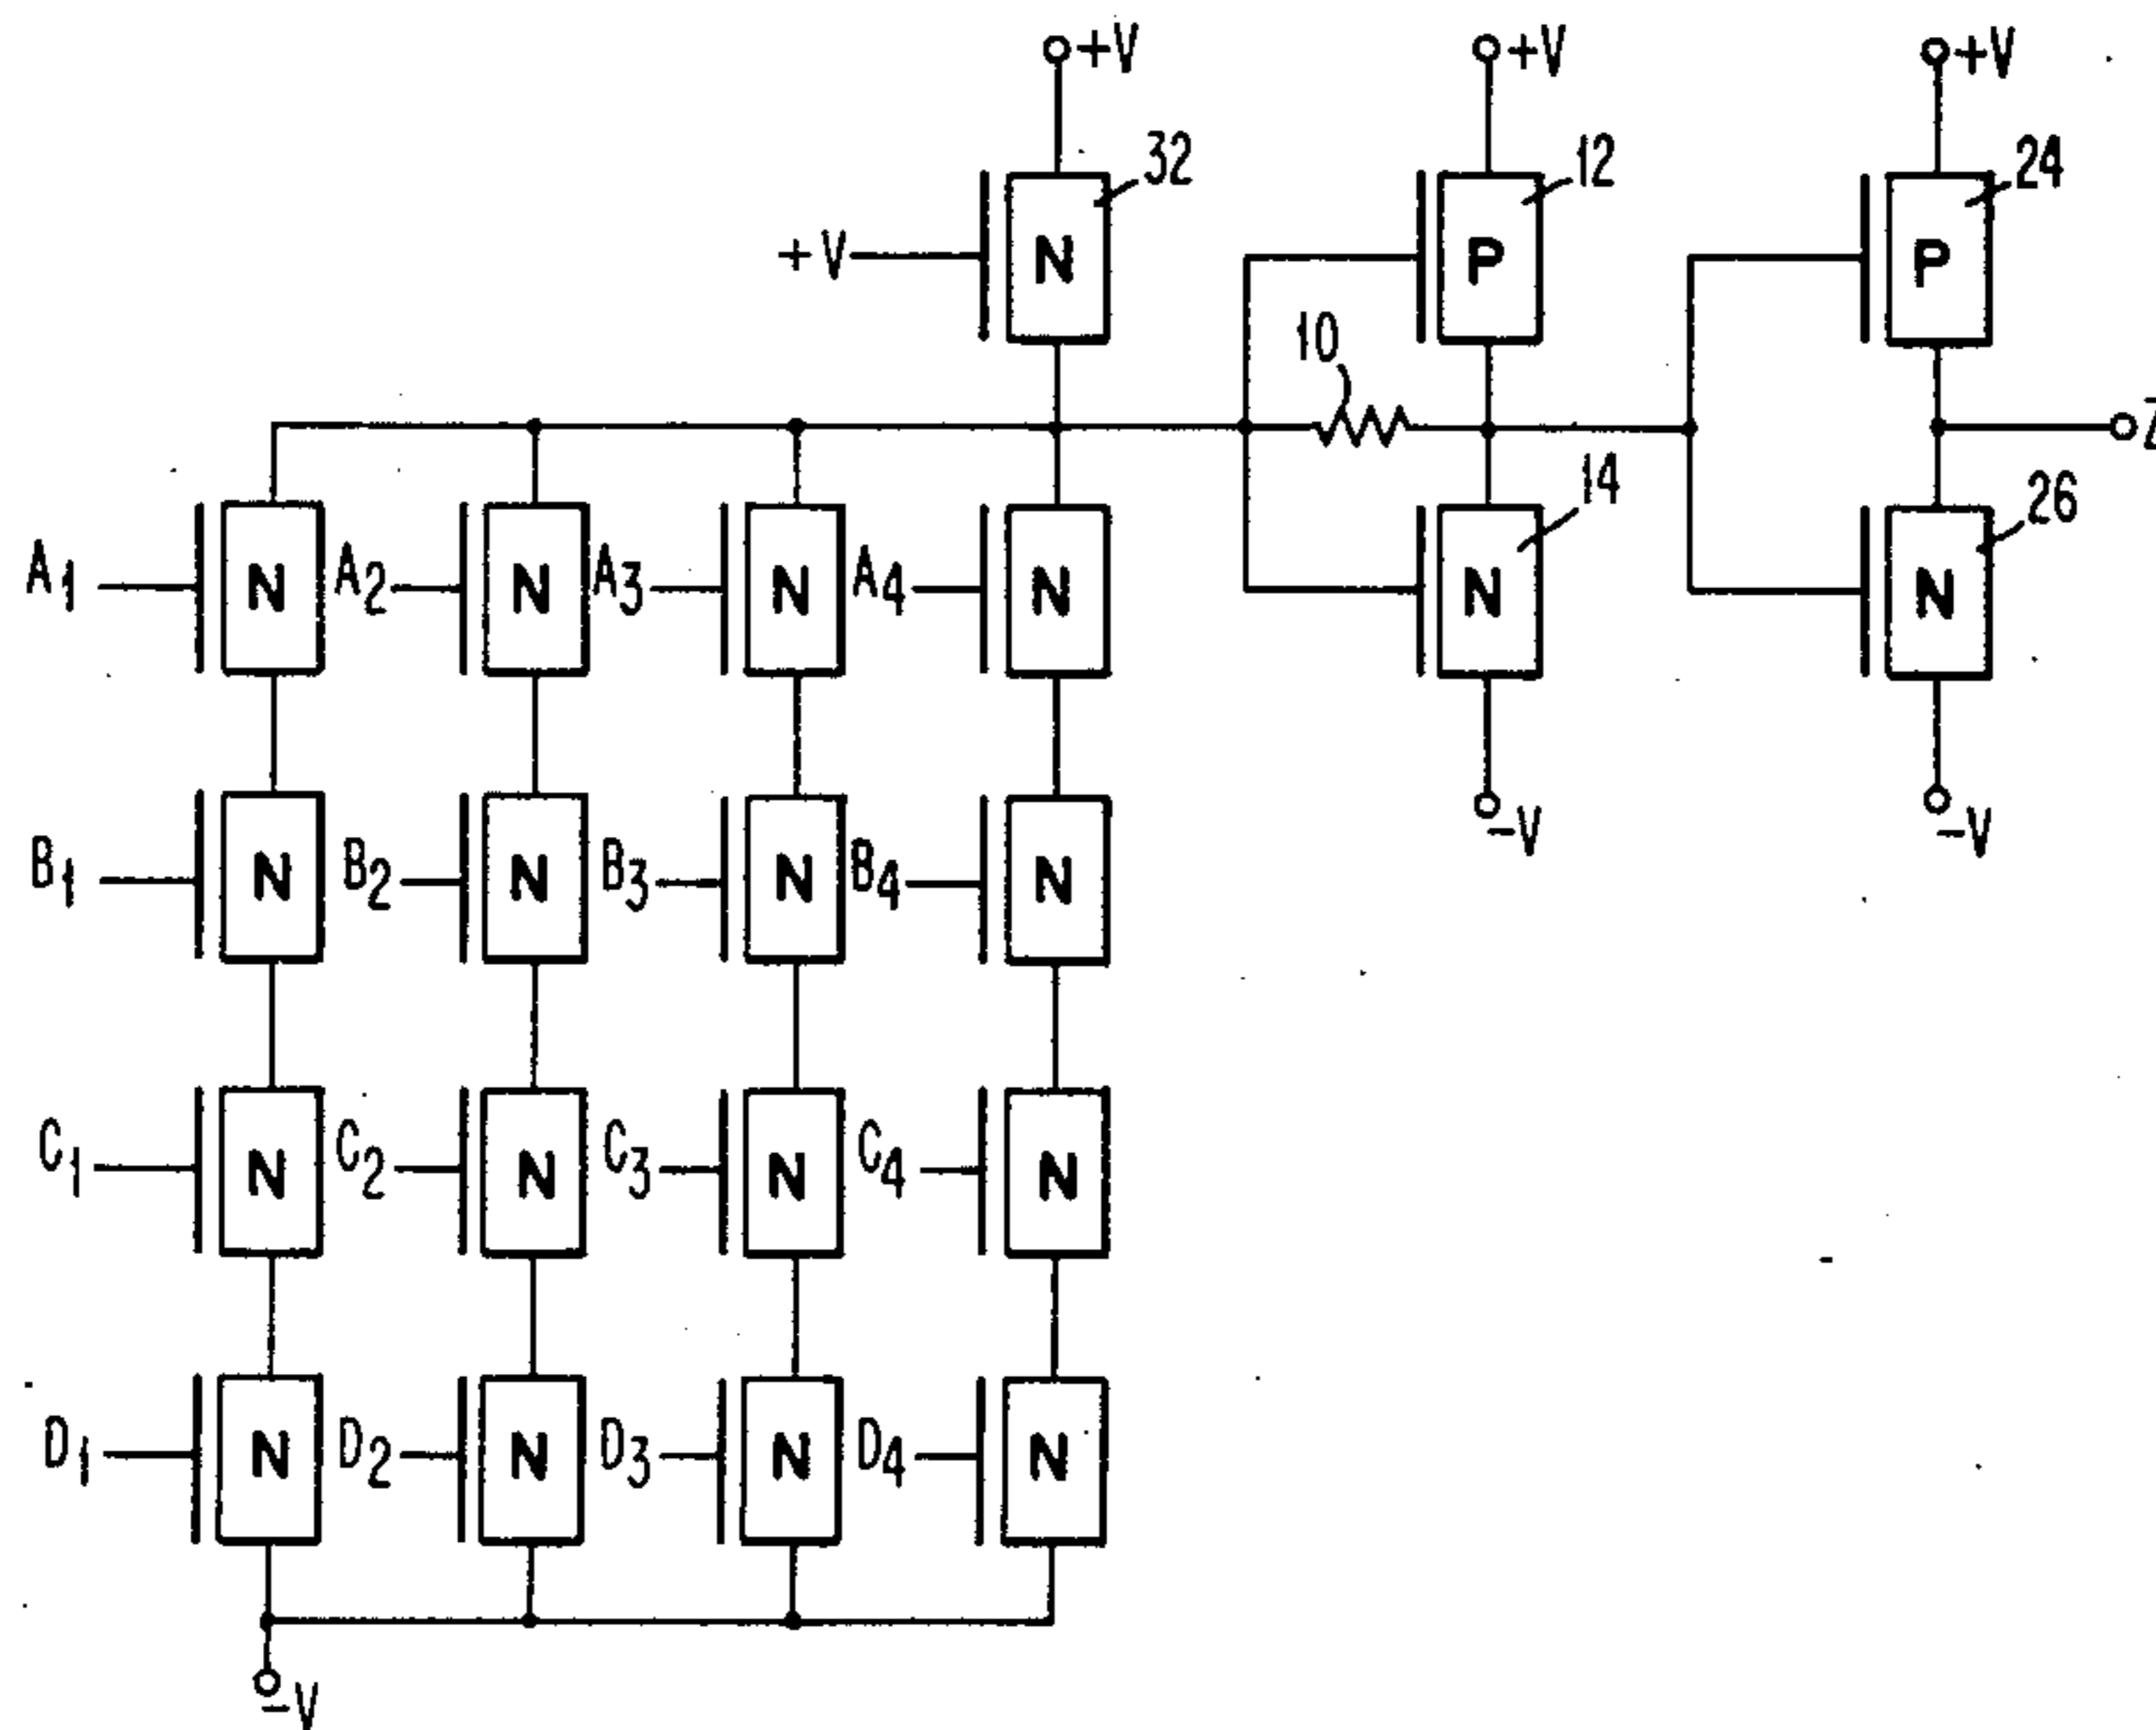 +V +V +V
32 12 24
+V N P P
10
Z
14 26
A1 N A2 N A3 N A4 N N N
B1 N B2 N B3 N B4 N
-V -V
C1 N C2 N C3 N C4 N
D1 N D2 N D3 N D4 N
-V